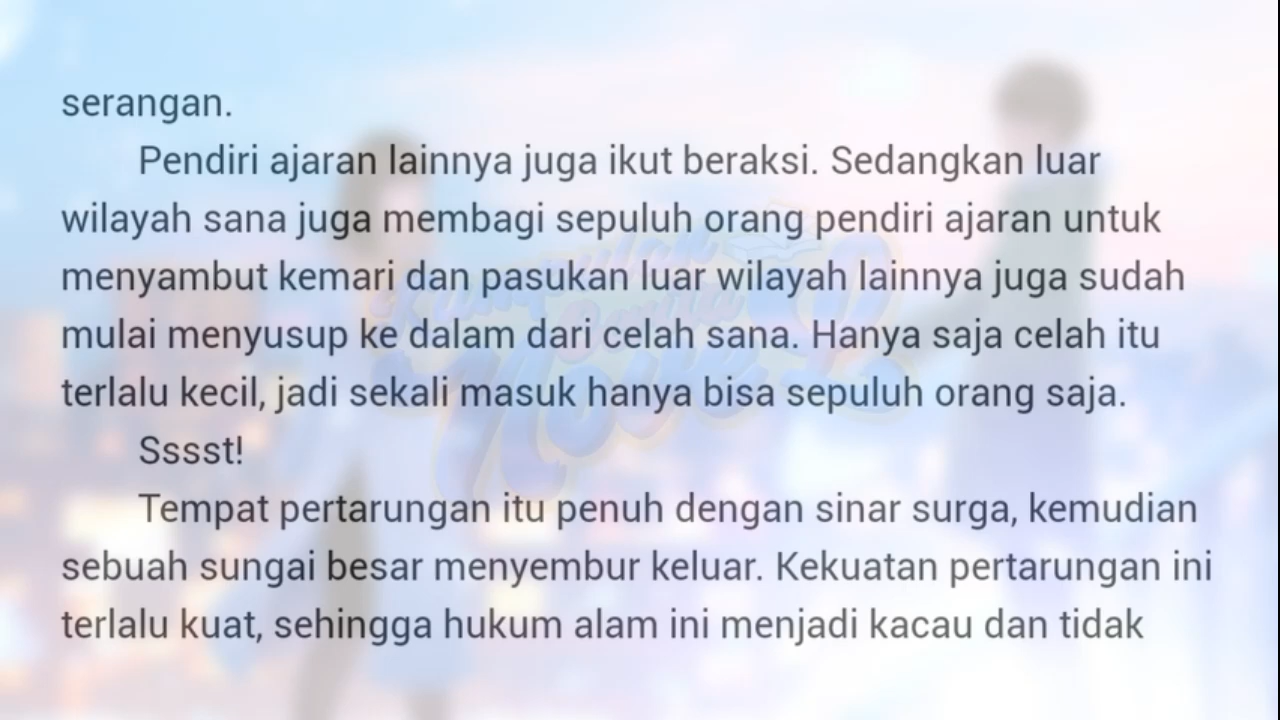 serangan.
Pendiri ajaran lainnya juga ikut beraksi. Sedangkan luar
wilayah sana juga membagi sepuluh orang pendiri ajaran untuk
menyambut kemari dan pasukan luar wilayah lainnya juga sudah
mulai menyusup ke dalam dari celah sana. Hanya saja celah itu
terlalu kecil, jadi sekali masuk hanya bisa sepuluh orang saja.
Sssst!
Tempat pertarungan itu penuh dengan sinar surga, kemudian
sebuah sungai besar menyembur keluar. Kekuatan pertarungan ini
terlalu kuat, sehingga hukum alam ini menjadi kacau dan tidak